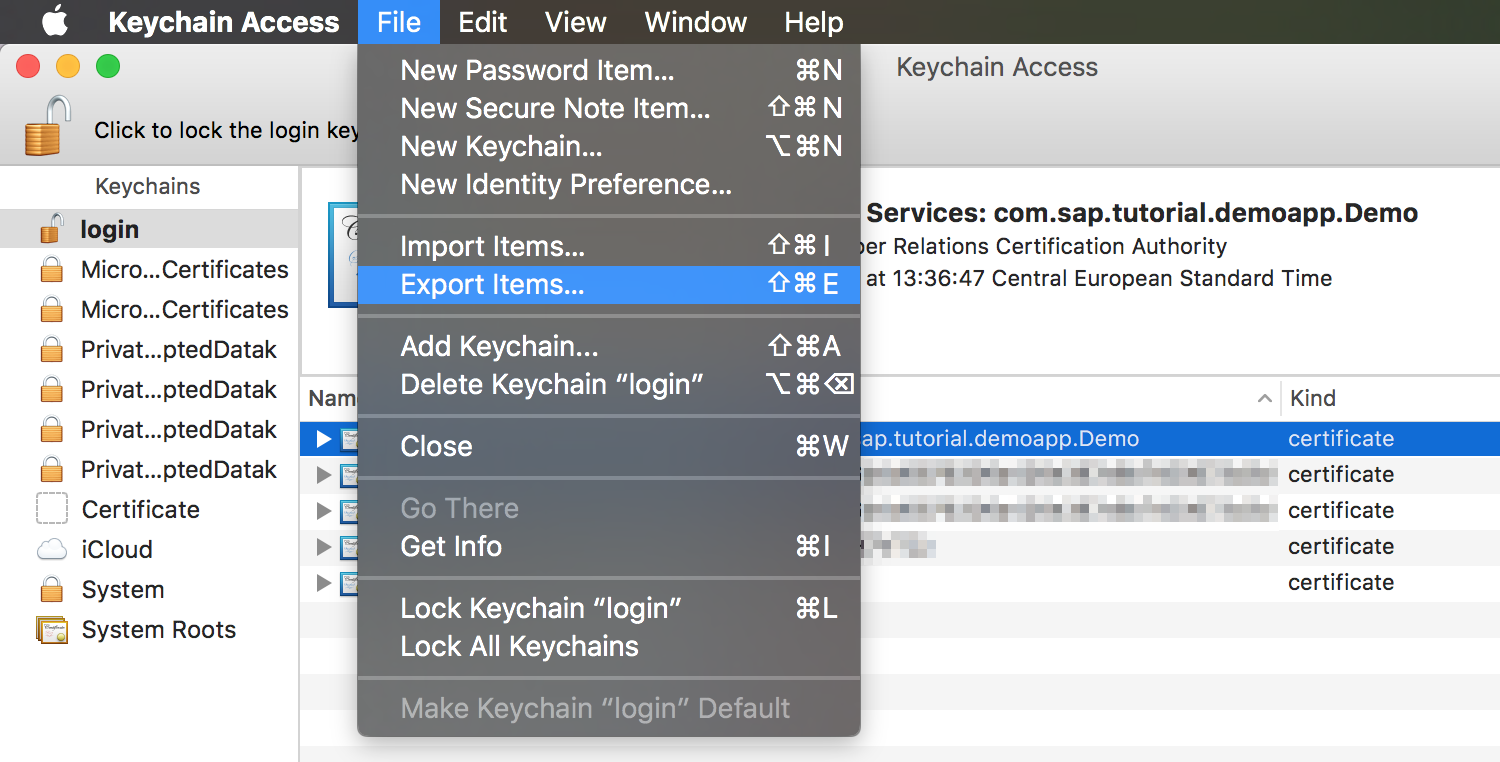 Keychain Access File Edit View Window Help
Keychain Access
Click to lock the login key
New Password Item... ⌘N
New Secure Note Item... ⇧⌘N
New Keychain... ⌥⌘N
New Identity Preference...
Import Items... ⇧⌘I
Export Items... ⇧⌘E
Add Keychain... ⇧⌘A
Delete Keychain “login” ⌥⌘⌫
Close ⌘W
Go There
Get Info ⌘I
Lock Keychain “login” ⌘L
Lock All Keychains
Make Keychain “login” Default
Keychains
login
Micro...Certificates
Micro...Certificates
Privat...ptedDatak
Privat...ptedDatak
Privat...ptedDatak
Privat...ptedDatak
Certificate
iCloud
System
System Roots
Services: com.sap.tutorial.demoapp.Demo
per Relations Certification Authority
at 13:36:47 Central European Standard Time
Nam Kind
ap.tutorial.demoapp.Demo certificate
certificate
certificate
certificate
certificate